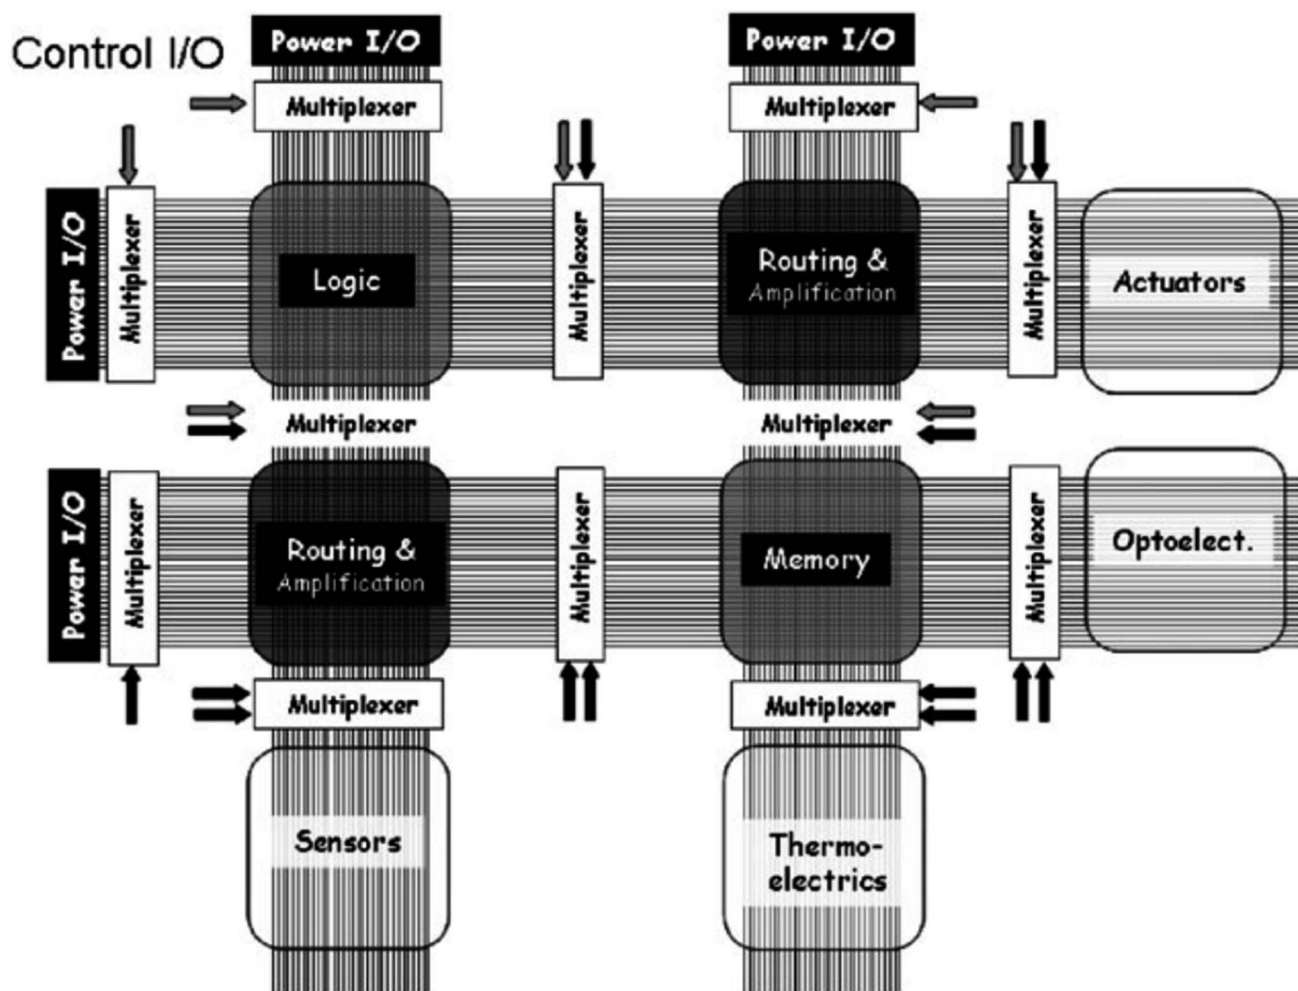 Control I/O
Power I/O
Power I/O
Multiplexer
Multiplexer
Power I/O
Multiplexer
Logic
Multiplexer
Routing &
Amplification
Multiplexer
Actuators
Multiplexer
Multiplexer
Power I/O
Multiplexer
Routing &
Amplification
Multiplexer
Memory
Multiplexer
Optoelect.
Multiplexer
Multiplexer
Sensors
Thermo-
electrics